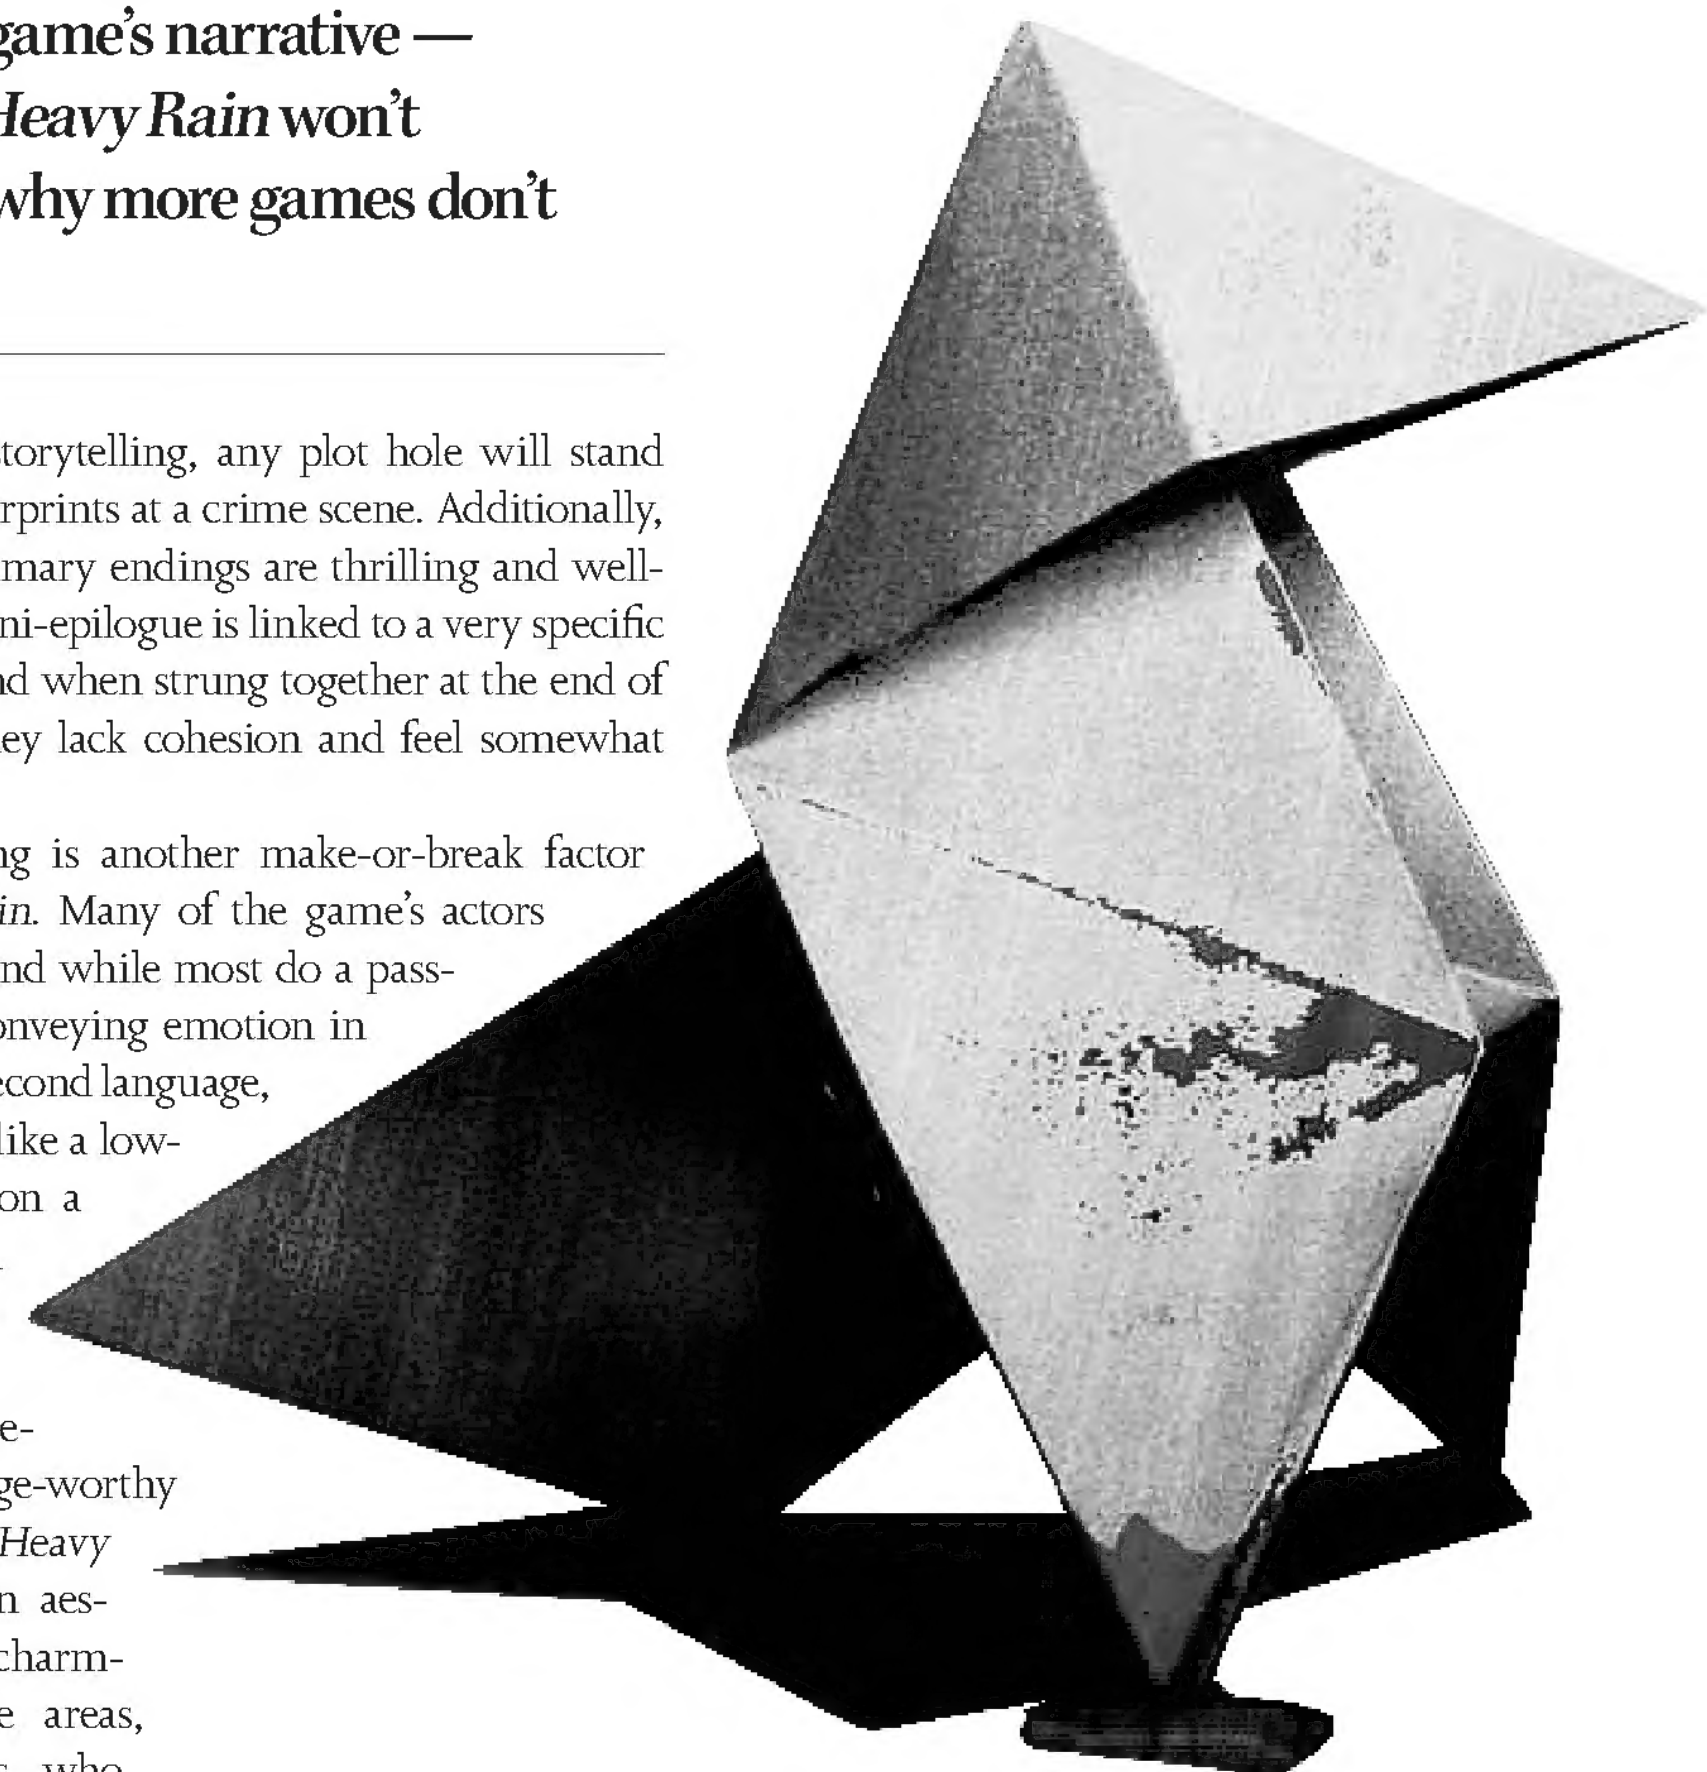 game's narrative —
Heavy Rain won't
why more games don't
storytelling, any plot hole will stand
rprints at a crime scene. Additionally,
mary endings are thrilling and well-
ni-epilogue is linked to a very specific
nd when strung together at the end of
ey lack cohesion and feel somewhat
ng is another make-or-break factor
in. Many of the game's actors
nd while most do a pass-
onveying emotion in
econd language,
like a low-
on a
e-
ge-worthy
Heavy
n aes-
charm-
e areas,
s who